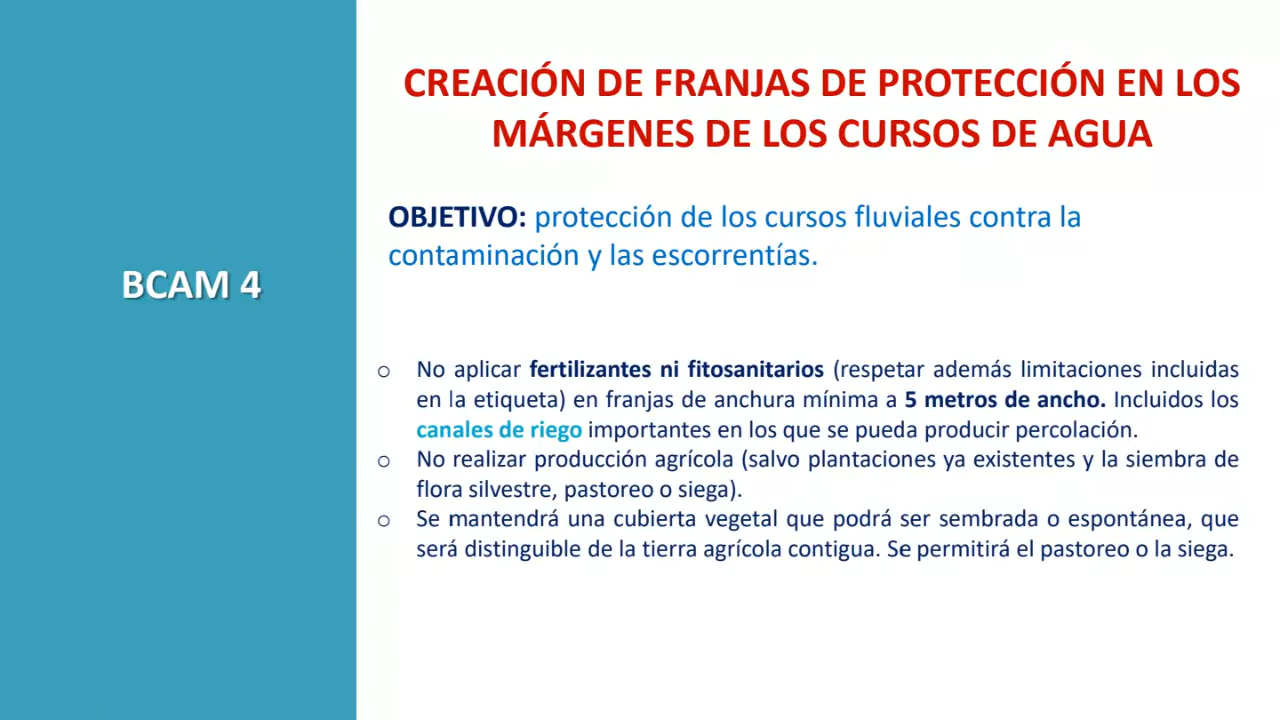 CREACIÓN DE FRANJAS DE PROTECCIÓN EN LOS
MÁRGENES DE LOS CURSOS DE AGUA
OBJETIVO: protección de los cursos fluviales contra la
contaminación y las escorrentías.
BCAM 4
o No aplicar fertilizantes ni fitosanitarios (respetar además limitaciones incluidas
en la etiqueta) en franjas de anchura mínima a 5 metros de ancho. Incluidos los
canales de riego importantes en los que se pueda producir percolación.
o No realizar producción agrícola (salvo plantaciones ya existentes y la siembra de
flora silvestre, pastoreo o siega).
o Se mantendrá una cubierta vegetal que podrá ser sembrada o espontánea, que
será distinguible de la tierra agrícola contigua. Se permitirá el pastoreo o la siega.